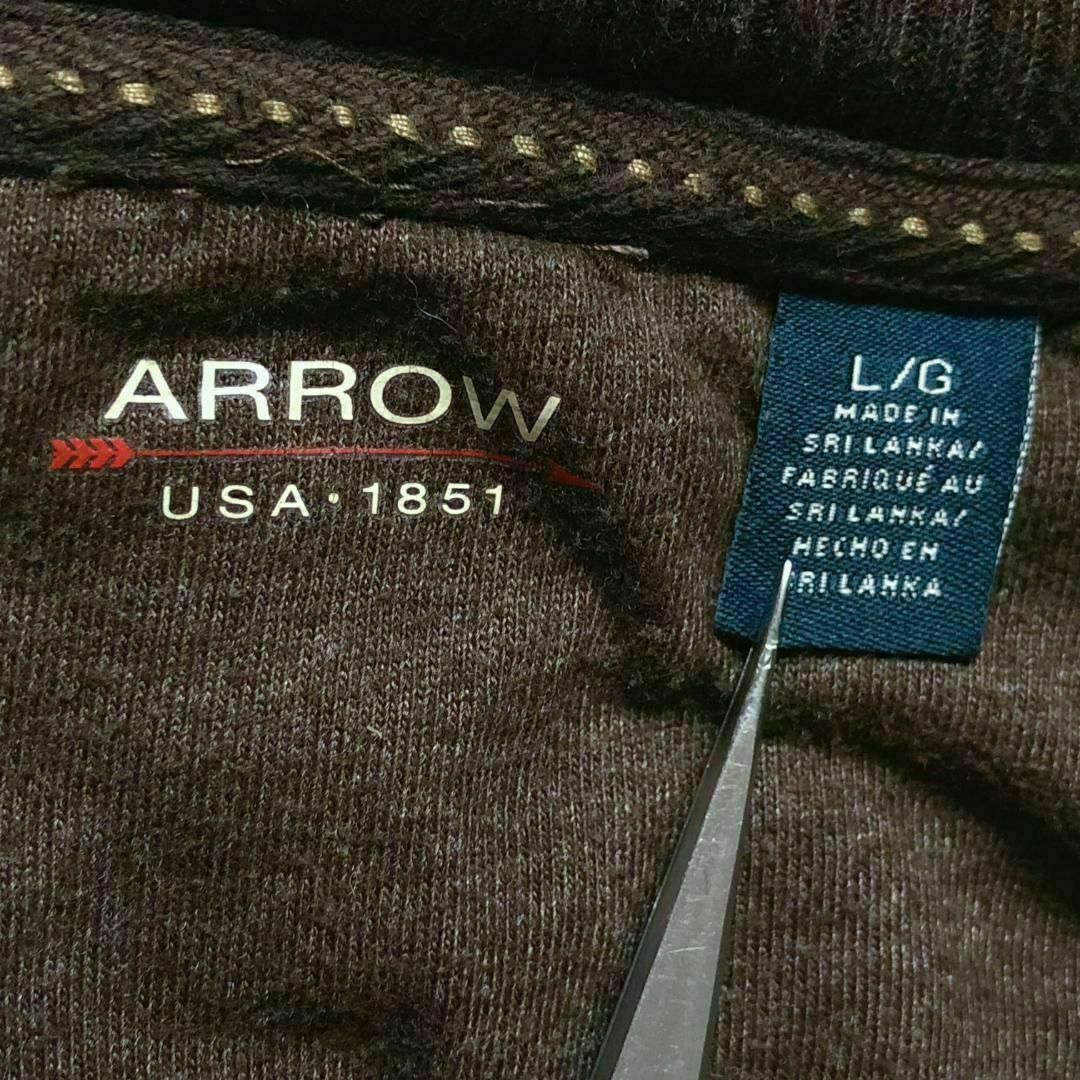 ARROW
USA · 1851
L/G
MADE IN
SRI LANKA/
FABRIQUÉ AU
SRI LANKA/
HECHO EN
SRI LANKA